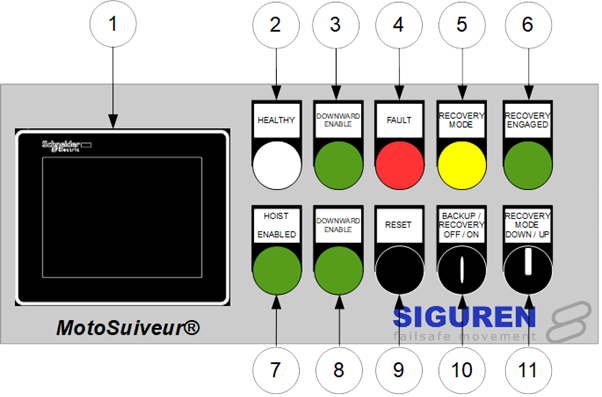 1 2 3 4 5 6
Schneider
Electric
HEALTHY
DOWNWARD
ENABLE
FAULT
RECOVERY
MODE
RECOVERY
ENGAGED
HOIST
ENABLED
DOWNWARD
ENABLE
RESET
BACKUP /
RECOVERY
OFF / ON
RECOVERY
MODE
DOWN / UP
MotoSuiveur®
SIGUREN
failsafe movement
7 8 9 10 11